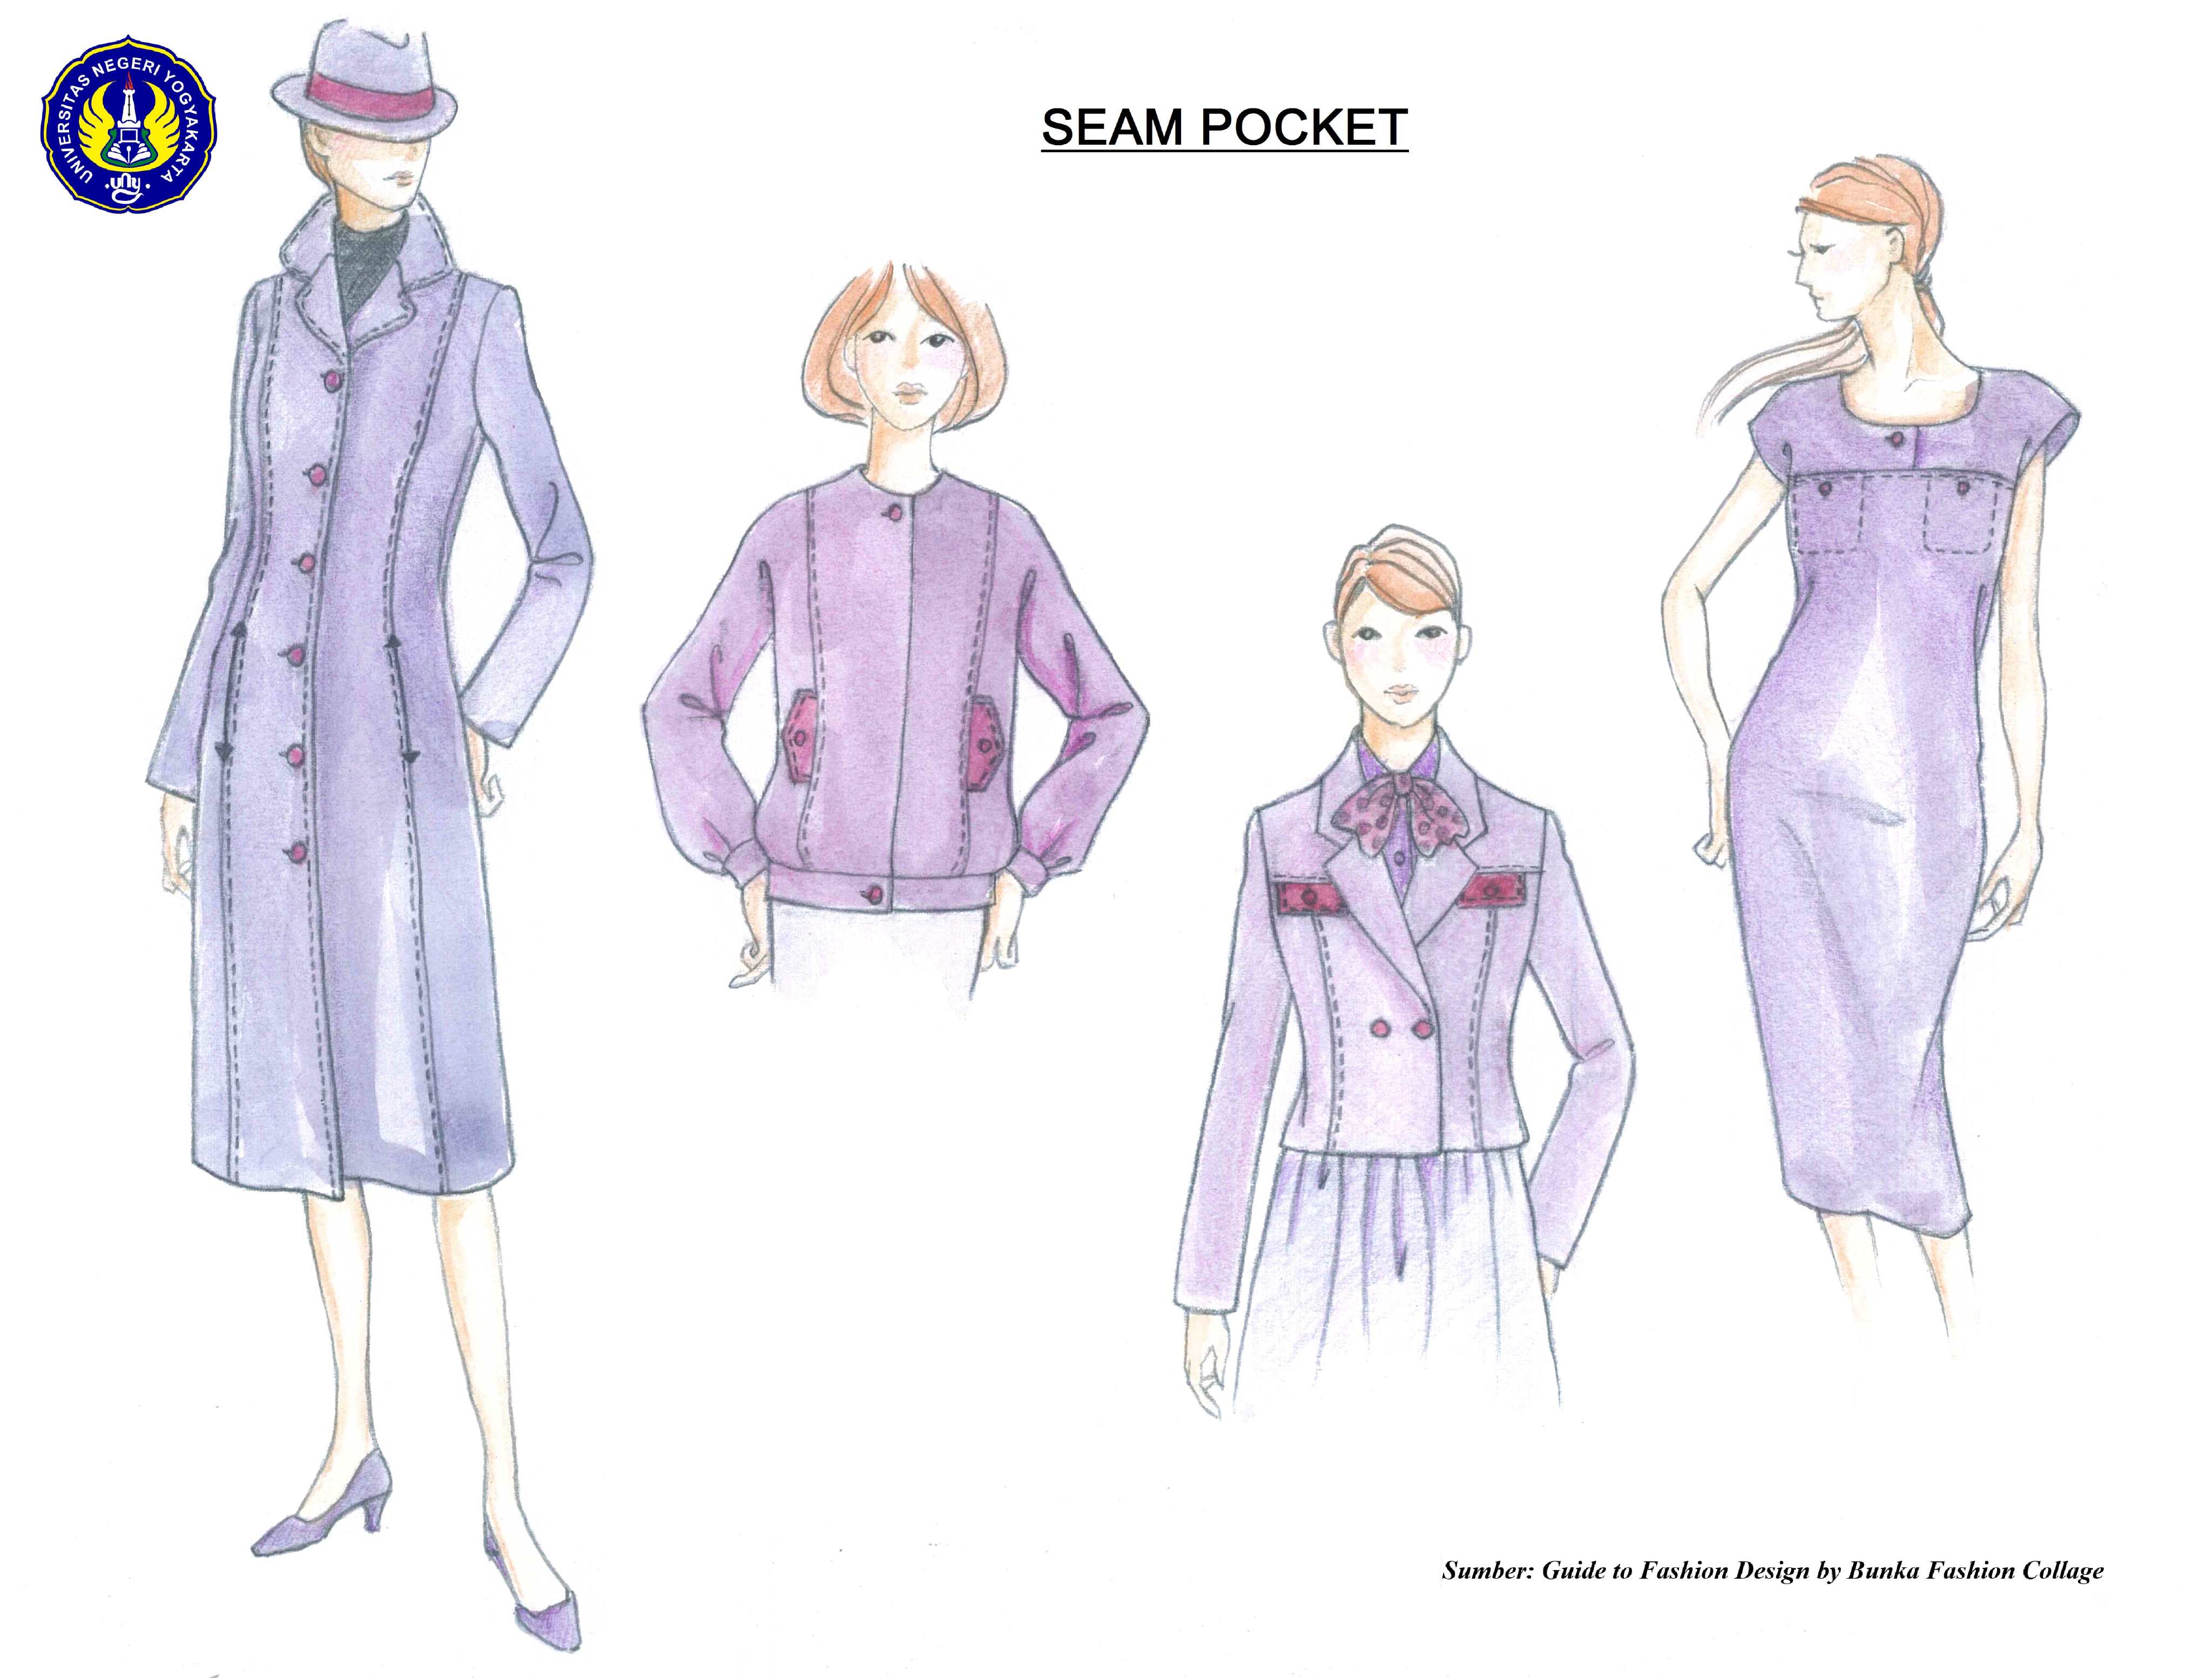 UNIVERSITAS NEGERI YOGYAKARTA
uny
SEAM POCKET
Sumber: Guide to Fashion Design by Bunka Fashion Collage